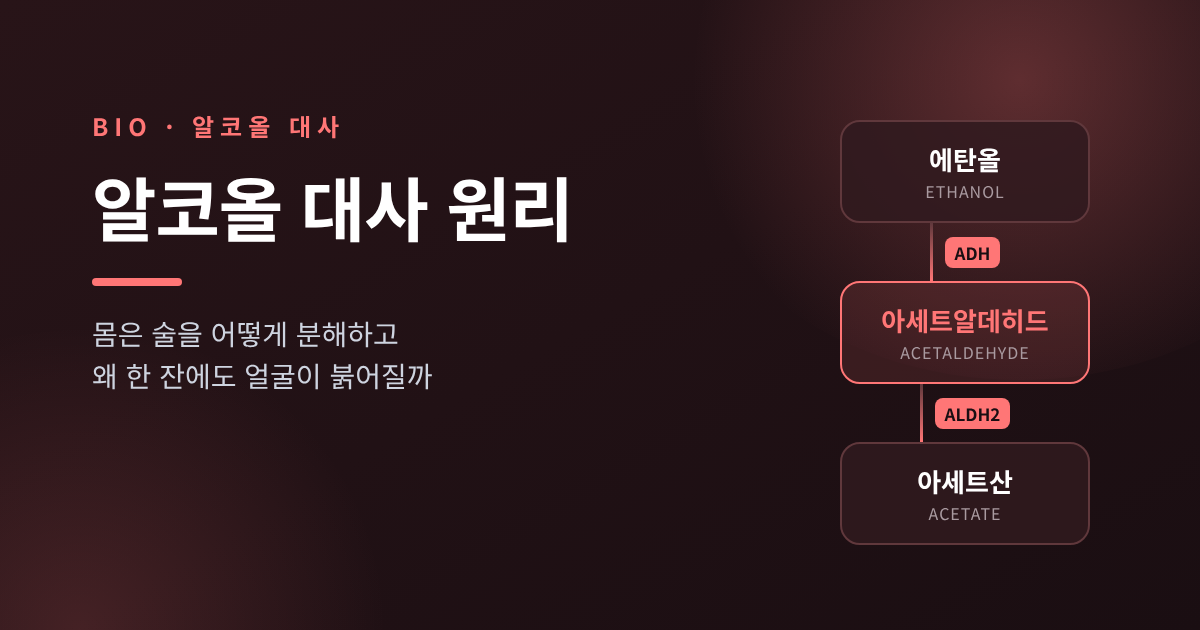 BIO · 알코올 대사
알코올 대사 원리
몸은 술을 어떻게 분해하고
왜 한 잔에도 얼굴이 붉어질까
에탄올
ETHANOL
ADH
아세트알데히드
ACETALDEHYDE
ALDH2
아세트산
ACETATE